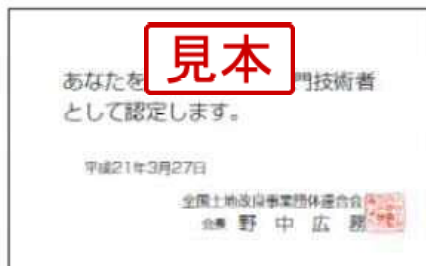 見本
あなたを 門技術者
として認定します。
平成21年3月27日
全国土地改良事業団体連合会
会長 野中広務